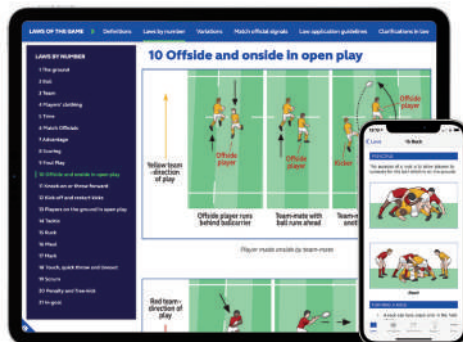 LAWS OF THE GAME
Definitions
Laws by number
Variations
Match official signals
Law application guidelines
Clarifications in law
LAWS BY NUMBER
1 The ground
2 Ball
3 Team
4 Players' clothing
5 Time
6 Match Officials
7 Advantage
8 Scoring
9 Foul Play
10 Offside and onside in open play
11 Knock-on or throw forward
12 Kick-off and restart kicks
13 Players on the ground in open play
14 Tackle
15 Ruck
16 Maul
17 Mark
18 Touch, quick throw and lineout
19 Scrum
20 Penalty and free-kick
21 In-goal
10 Offside and onside in open play
Yellow team–
direction
of play
Offside
player
Offside
player
Offside
player
Kicker
Offside player runs
behind ballcarrier
Team-mate with
ball runs ahead
Player made onside by team-mate
Red team–
direction of
play
15 Ruck
PRINCIPLE